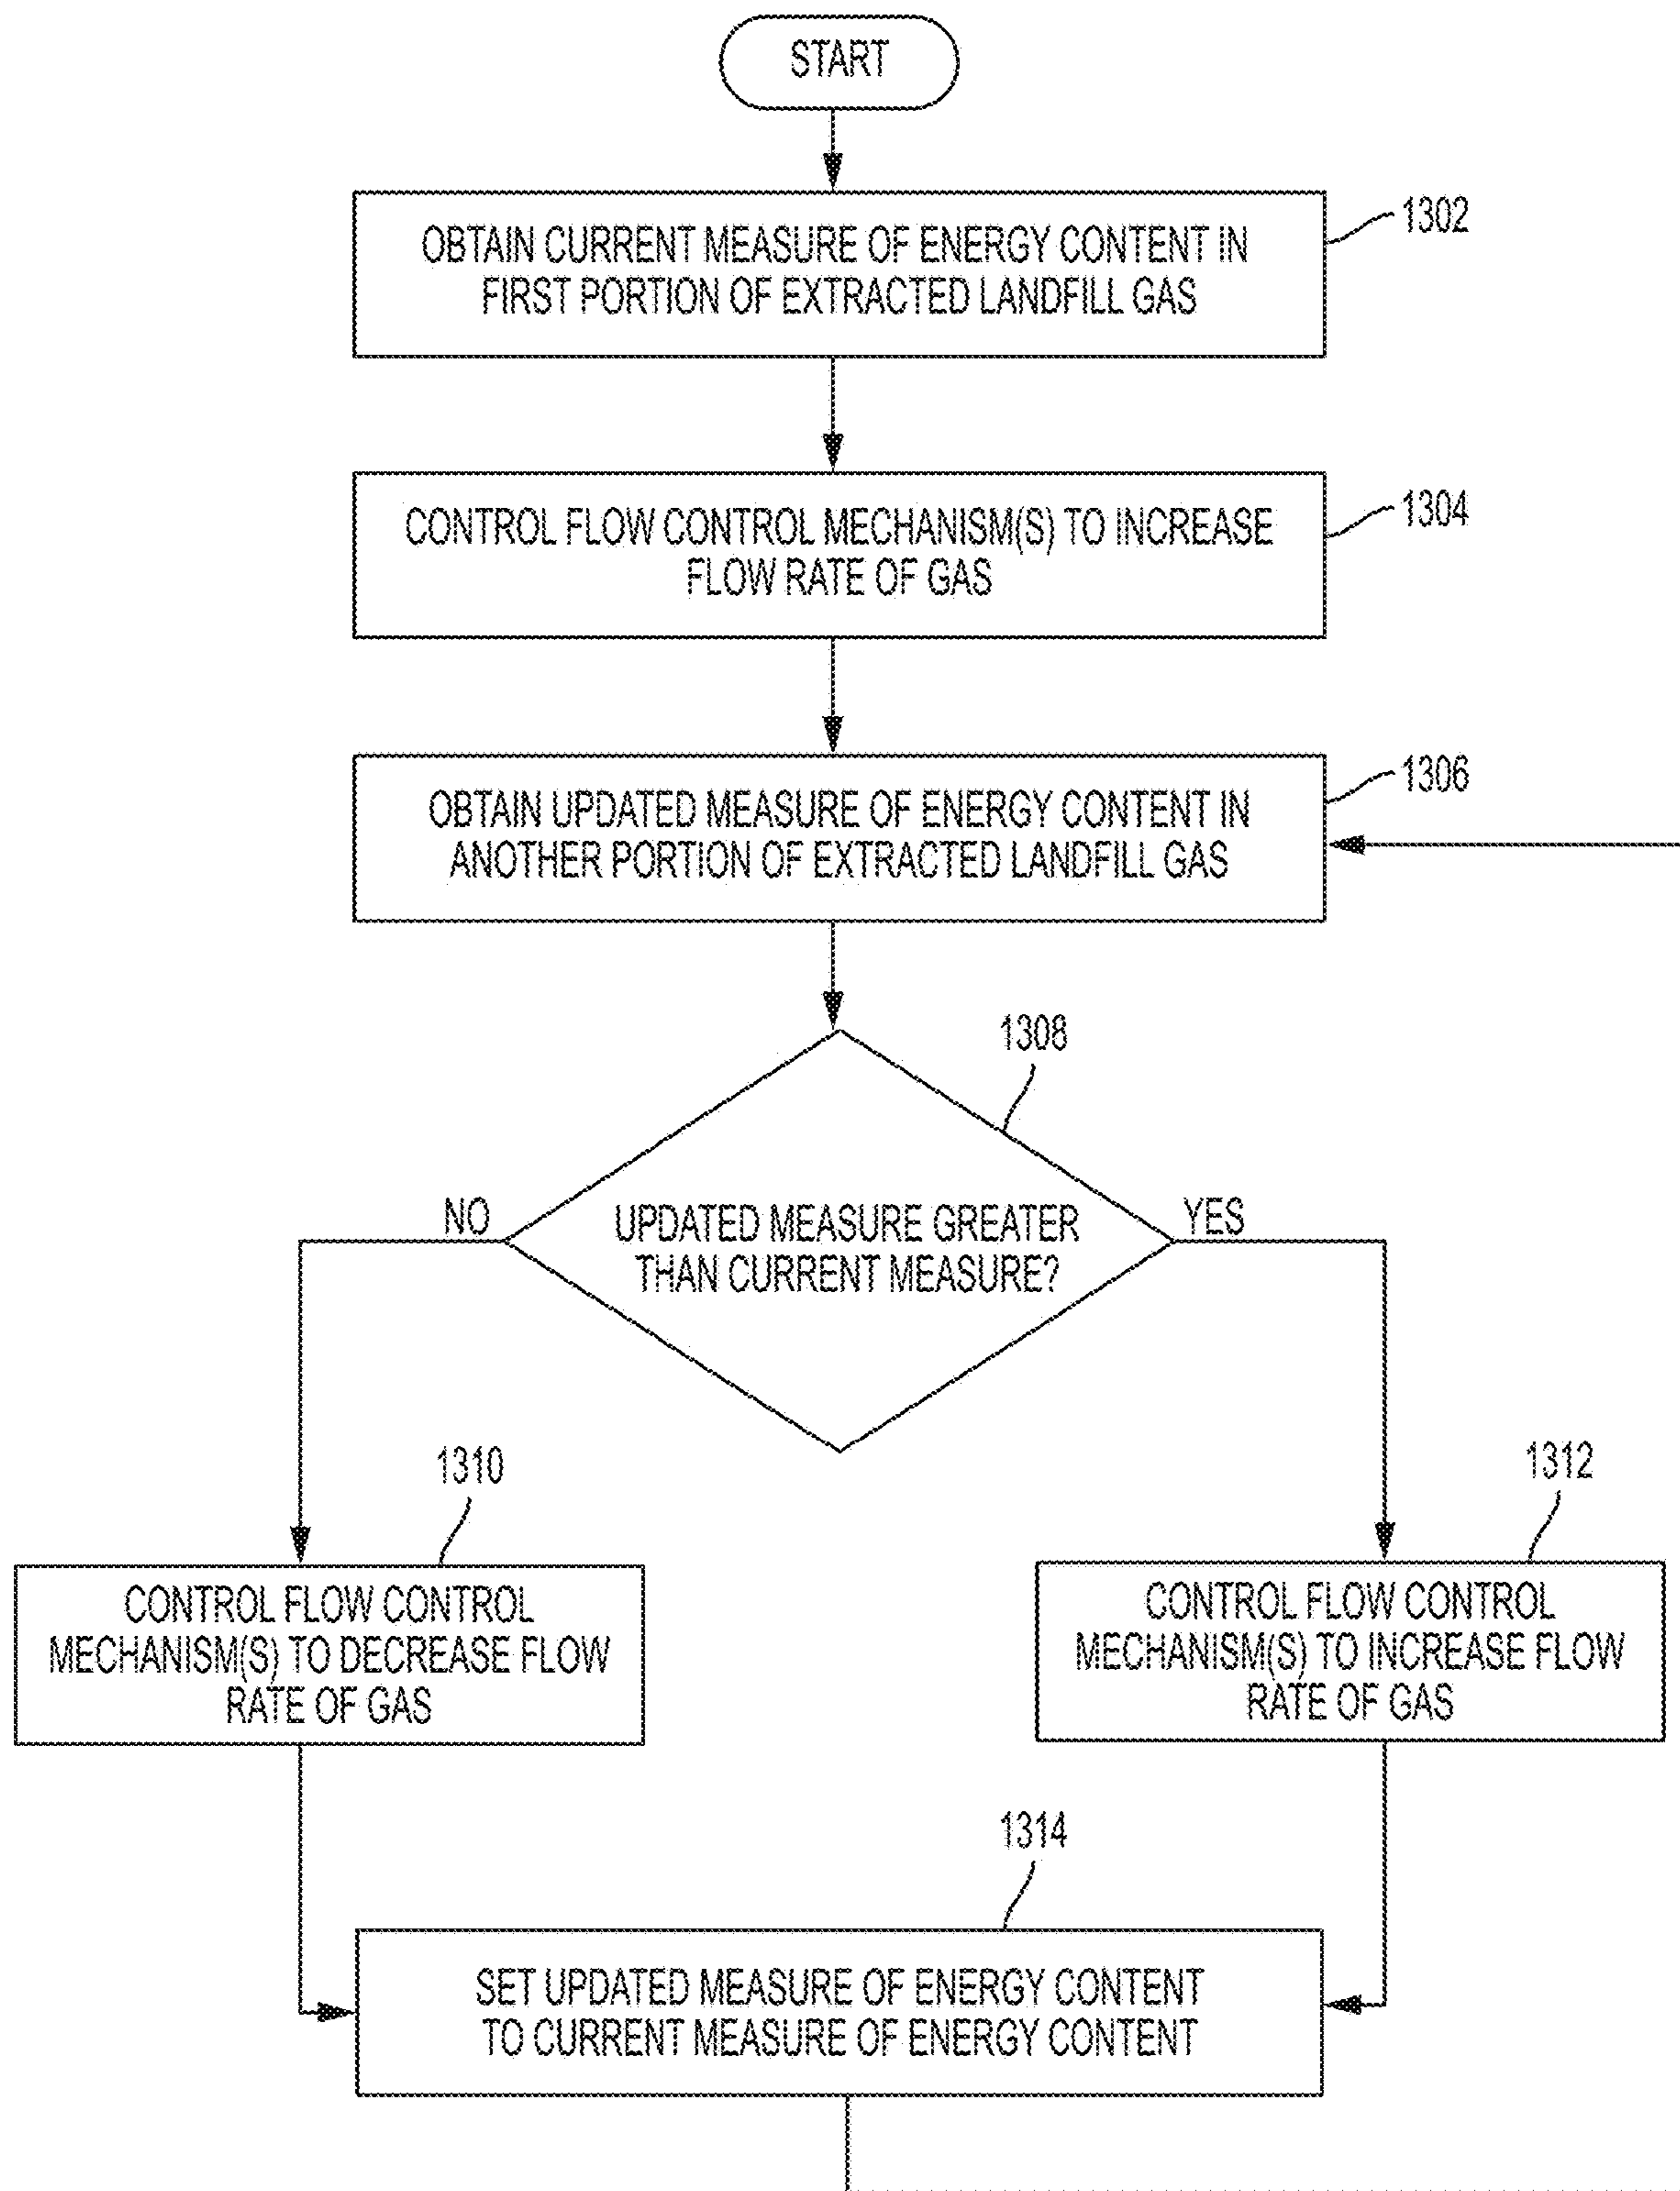 START
OBTAIN CURRENT MEASURE OF ENERGY CONTENT IN
FIRST PORTION OF EXTRACTED LANDFILL GAS
1302
CONTROL FLOW CONTROL MECHANISM(S) TO INCREASE
FLOW RATE OF GAS
1304
OBTAIN UPDATED MEASURE OF ENERGY CONTENT IN
ANOTHER PORTION OF EXTRACTED LANDFILL GAS
1306
1308
UPDATED MEASURE GREATER
THAN CURRENT MEASURE?
NO
YES
1310
CONTROL FLOW CONTROL
MECHANISM(S) TO DECREASE FLOW
RATE OF GAS
1312
CONTROL FLOW CONTROL
MECHANISM(S) TO INCREASE FLOW
RATE OF GAS
1314
SET UPDATED MEASURE OF ENERGY CONTENT
TO CURRENT MEASURE OF ENERGY CONTENT